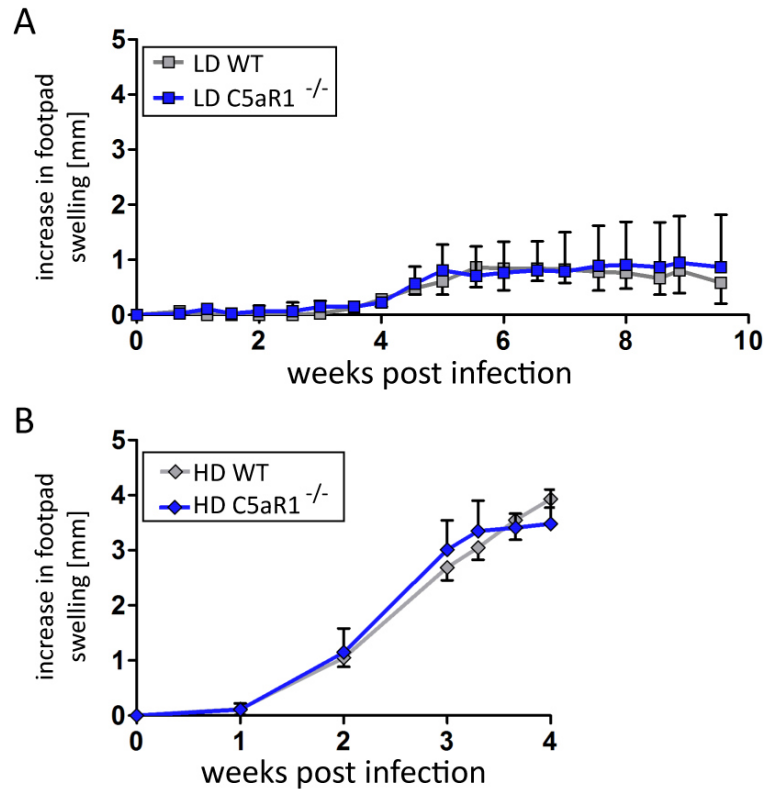 A
increase in footpad
swelling [mm]
5
4
3
2
1
0
LD WT
LD C5aR1 -/-
0 2 4 6 8 10
weeks post infection
B
increase in footpad
swelling [mm]
5
4
3
2
1
0
HD WT
HD C5aR1 -/-
0 1 2 3 4
weeks post infection